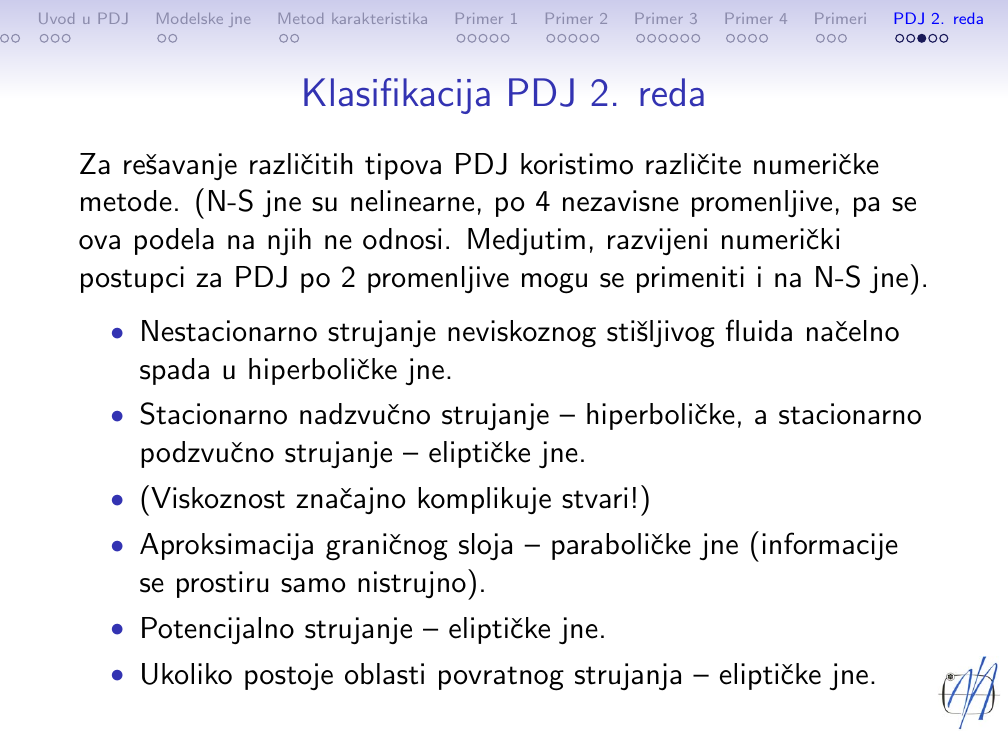 Uvod u PDJ Modelske jne Metod karakteristika Primer 1 Primer 2 Primer 3 Primer 4 Primeri PDJ 2. reda
Klasifikacija PDJ 2. reda
Za rešavanje različitih tipova PDJ koristimo različite numeričke
metode. (N-S jne su nelinearne, po 4 nezavisne promenljive, pa se
ova podela na njih ne odnosi. Medjutim, razvijeni numerički
postupci za PDJ po 2 promenljive mogu se primeniti i na N-S jne).
• Nestacionarno strujanje neviskoznog stišljivog fluida načelno
spada u hiperboličke jne.
• Stacionarno nadzvučno strujanje – hiperboličke, a stacionarno
podzvučno strujanje – eliptičke jne.
• (Viskoznost značajno komplikuje stvari!)
• Aproksimacija graničnog sloja – paraboličke jne (informacije
se prostiru samo nistrujno).
• Potencijalno strujanje – eliptičke jne.
• Ukoliko postoje oblasti povratnog strujanja – eliptičke jne.